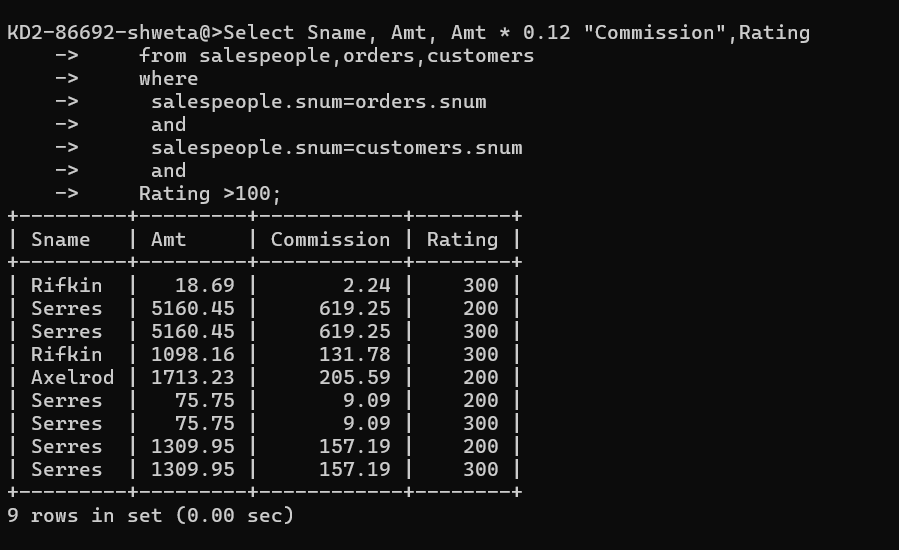 KD2-86692-shweta@>Select Sname, Amt, Amt * 0.12 "Commission",Rating
    ->     from salespeople,orders,customers
    ->     where
    ->      salespeople.snum=orders.snum
    ->      and
    ->      salespeople.snum=customers.snum
    ->      and
    ->     Rating >100;
+---------+---------+------------+--------+
| Sname   | Amt     | Commission | Rating |
+---------+---------+------------+--------+
| Rifkin  |   18.69 |       2.24 |    300 |
| Serres  | 5160.45 |     619.25 |    200 |
| Serres  | 5160.45 |     619.25 |    300 |
| Rifkin  | 1098.16 |     131.78 |    300 |
| Axelrod | 1713.23 |     205.59 |    200 |
| Serres  |   75.75 |       9.09 |    200 |
| Serres  |   75.75 |       9.09 |    300 |
| Serres  | 1309.95 |     157.19 |    200 |
| Serres  | 1309.95 |     157.19 |    300 |
+---------+---------+------------+--------+
9 rows in set (0.00 sec)